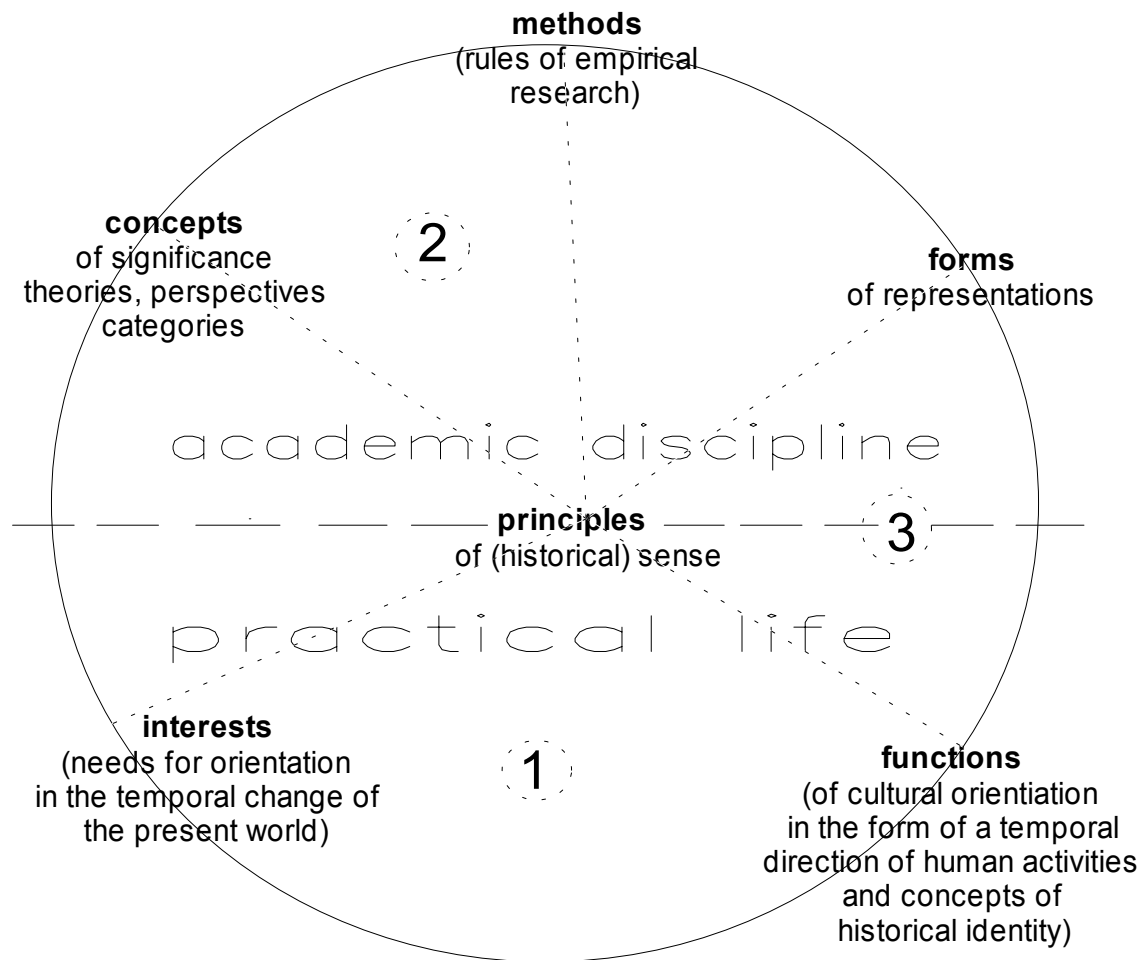 methods
(rules of empirical
research)
concepts
of significance
theories, perspectives
categories
2
forms
of representations
academic discipline
principles
of (historical) sense
3
practical life
interests
(needs for orientation
in the temporal change of
the present world)
1
functions
(of cultural orientiation
in the form of a temporal
direction of human activities
and concepts of
historical identity)